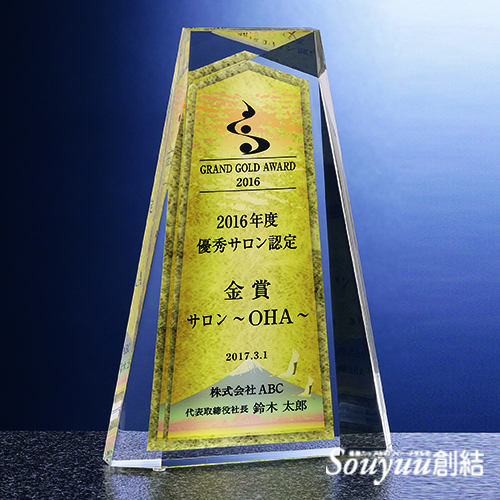 GRAND GOLD AWARD
2016
2016年度
優秀サロン認定
金賞
サロン～OHA～
2017.3.1
株式会社ABC
代表取締役社長 鈴木 太郎
Souyuu創結